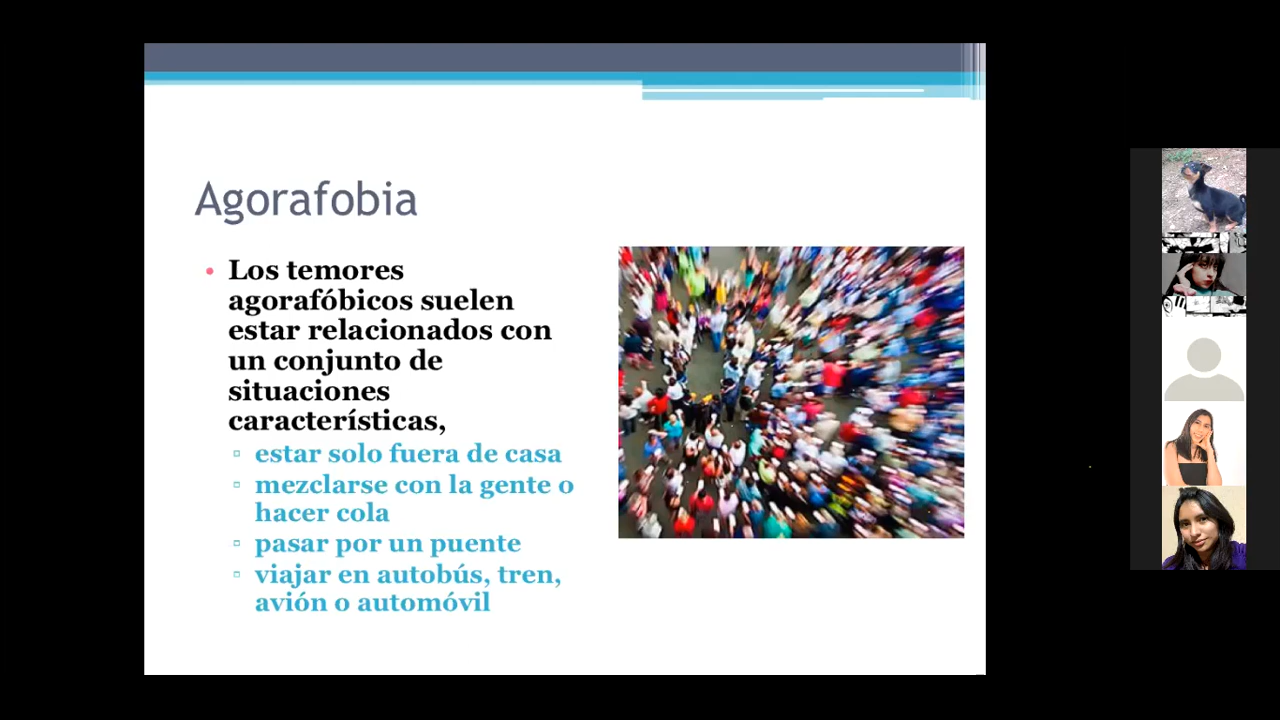 Agorafobia
Los temores
agorafóbicos suelen
estar relacionados con
un conjunto de
situaciones
características,
estar solo fuera de casa
mezclarse con la gente o
hacer cola
pasar por un puente
viajar en autobús, tren,
avión o automóvil